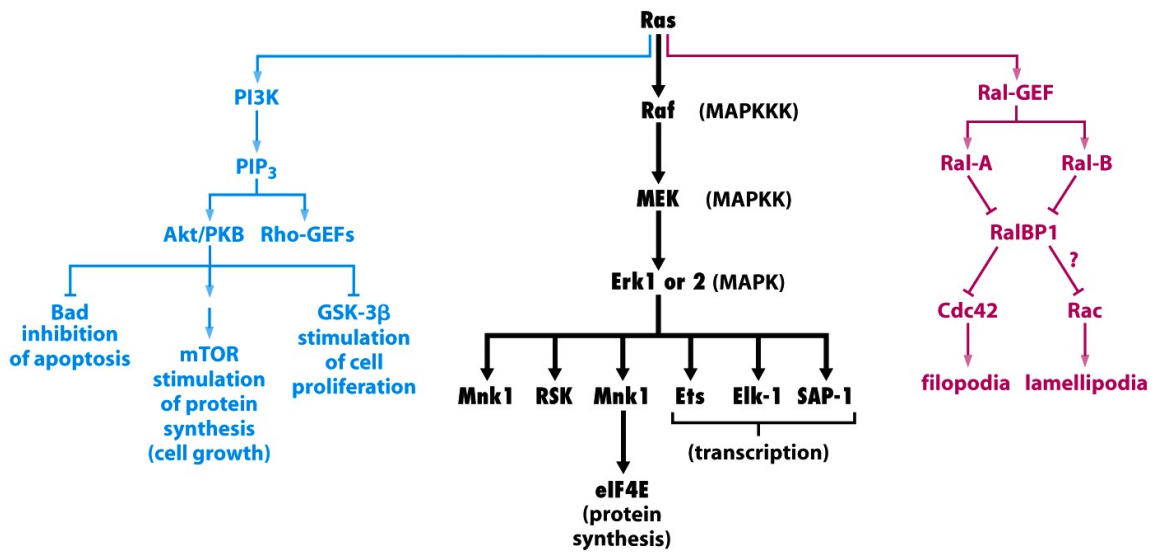 Ras
PI3K
PIP3
Akt/PKB
Rho-GEFs
Bad
inhibition
of apoptosis
mTOR
stimulation
of protein
synthesis
(cell growth)
GSK-3β
stimulation
of cell
proliferation
Raf (MAPKKK)
MEK (MAPKK)
Erk1 or 2 (MAPK)
Mnk1
RSK
Mnk1
Ets
Elk-1
SAP-1
(transcription)
eIF4E
(protein
synthesis)
Ral-GEF
Ral-A
Ral-B
RalBP1
?
Cdc42
Rac
filopodia
lamellipodia